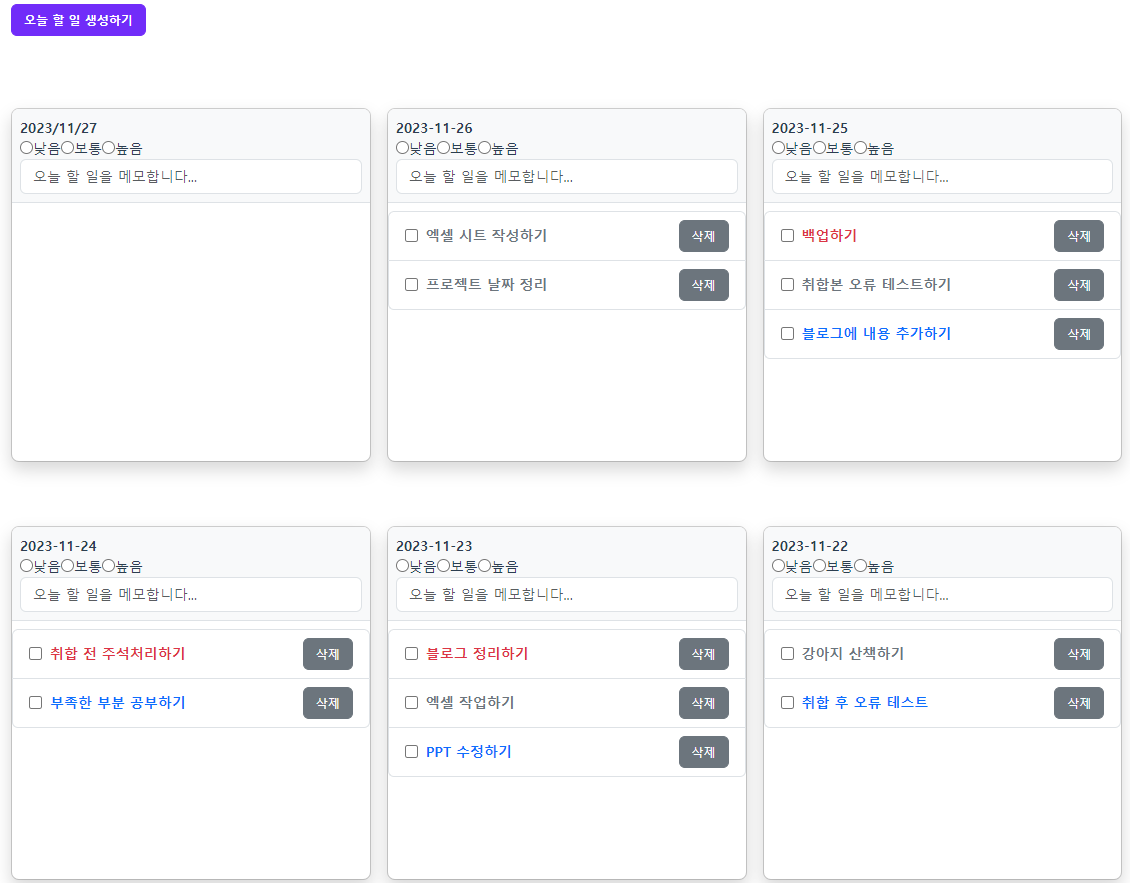 오늘 할 일 생성하기
2023/11/27
낮음 보통 높음
오늘 할 일을 메모합니다...
2023-11-26
낮음 보통 높음
오늘 할 일을 메모합니다...
엑셀 시트 작성하기 삭제
프로젝트 날짜 정리 삭제
2023-11-25
낮음 보통 높음
오늘 할 일을 메모합니다...
백업하기 삭제
취합본 오류 테스트하기 삭제
블로그에 내용 추가하기 삭제
2023-11-24
낮음 보통 높음
오늘 할 일을 메모합니다...
취합 전 주석처리하기 삭제
부족한 부분 공부하기 삭제
2023-11-23
낮음 보통 높음
오늘 할 일을 메모합니다...
블로그 정리하기 삭제
엑셀 작업하기 삭제
PPT 수정하기 삭제
2023-11-22
낮음 보통 높음
오늘 할 일을 메모합니다...
강아지 산책하기 삭제
취합 후 오류 테스트 삭제